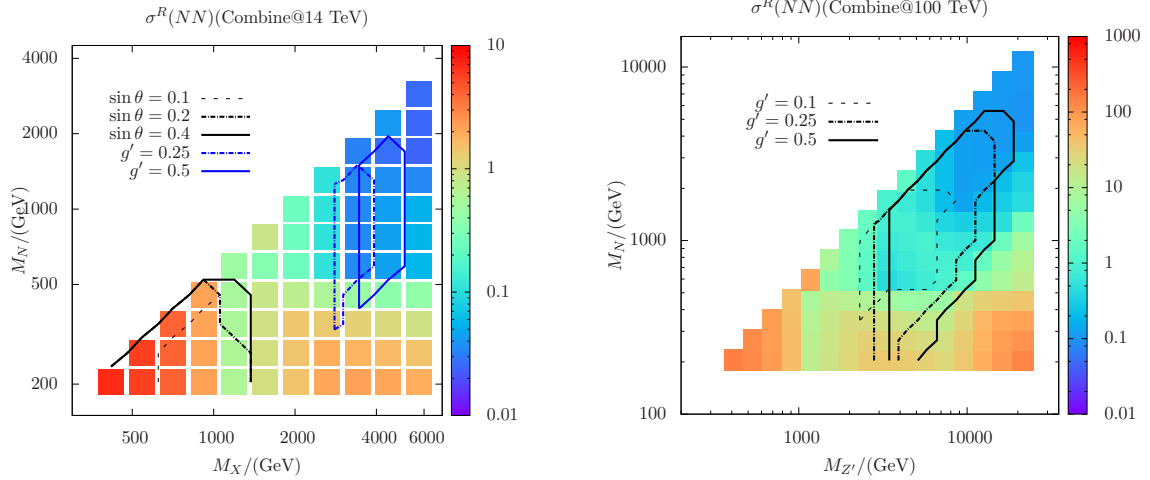 σ^R(NN)(Combine@14 TeV)
4000
2000
1000
500
200
M_N/(GeV)
sin θ = 0.1
sin θ = 0.2
sin θ = 0.4
g′ = 0.25
g′ = 0.5
500
1000
2000
4000
6000
M_X/(GeV)
10
1
0.1
0.01
σ^R(NN)(Combine@100 TeV)
10000
1000
100
M_N/(GeV)
g′ = 0.1
g′ = 0.25
g′ = 0.5
1000
10000
M_{Z′}/(GeV)
1000
100
10
1
0.1
0.01